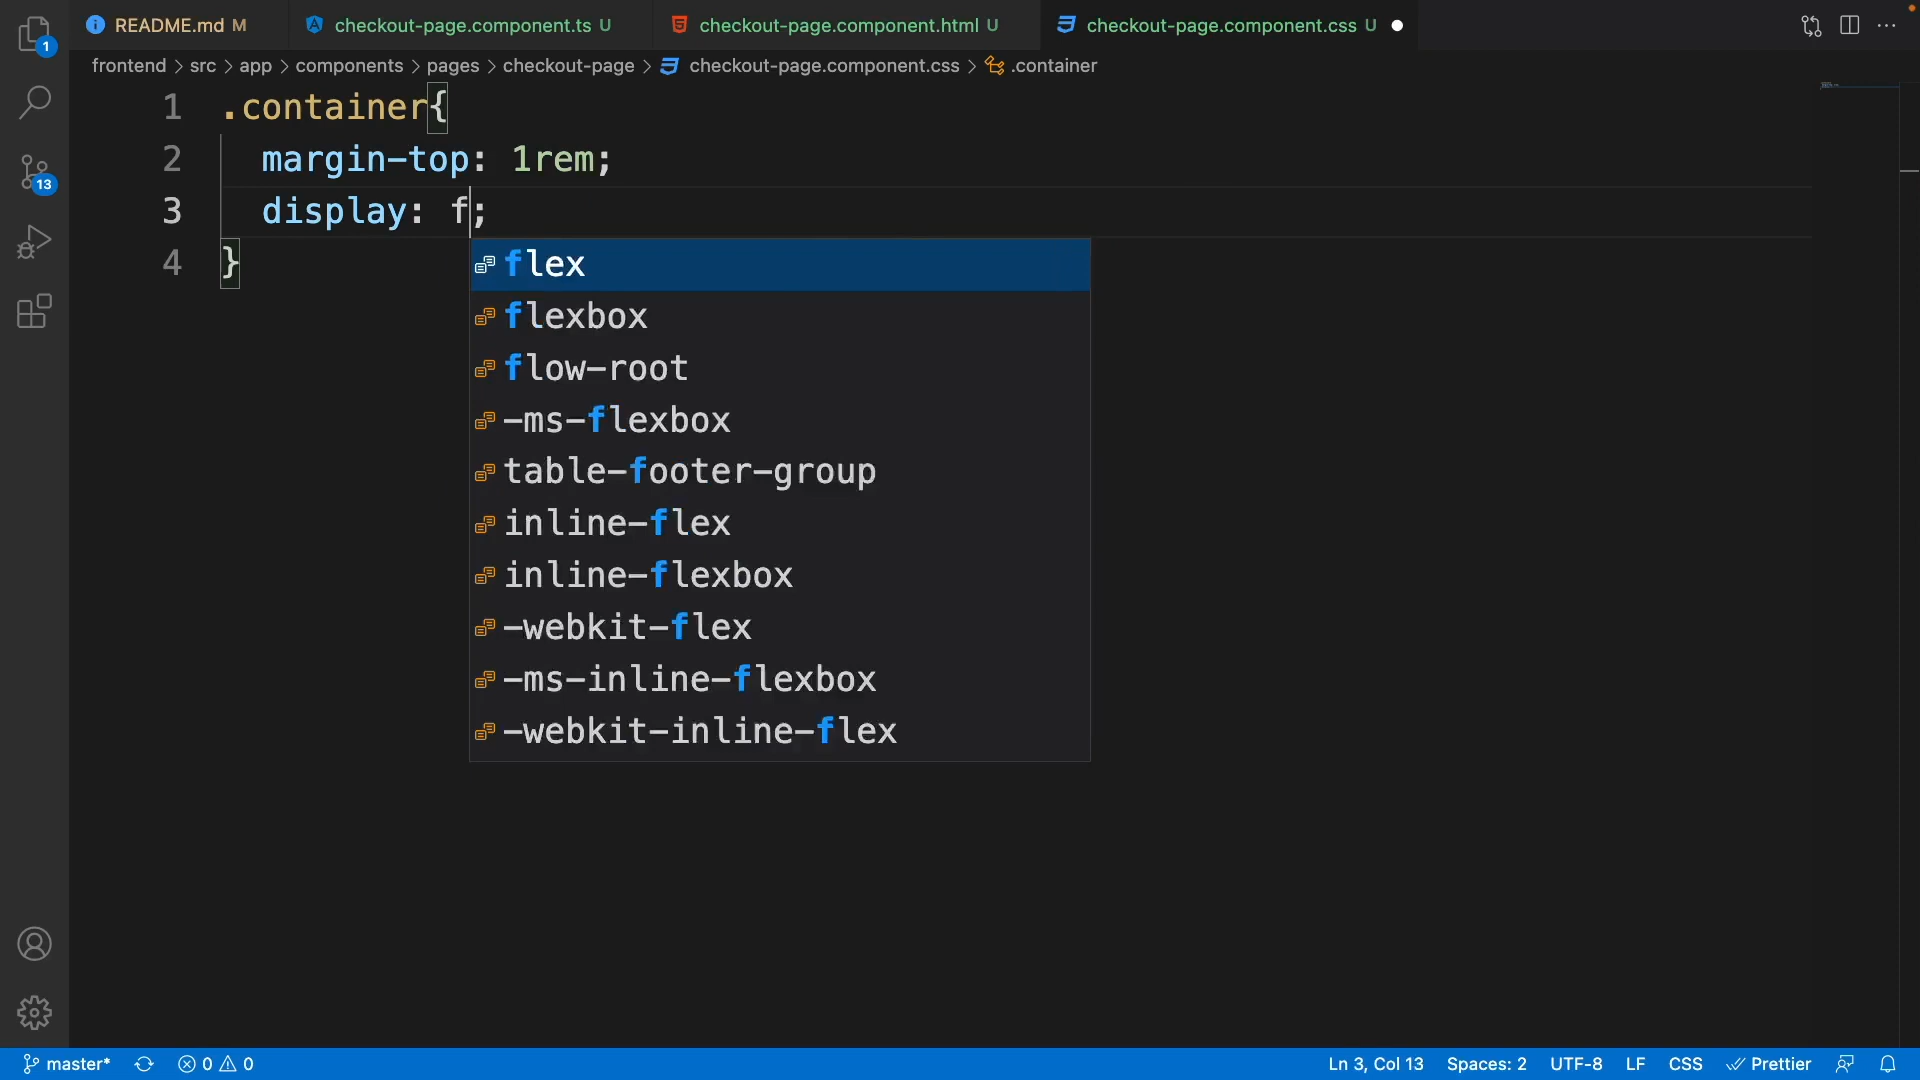 README.md M
checkout-page.component.ts U
checkout-page.component.html U
checkout-page.component.css U
1
frontend > src > app > components > pages > checkout-page > checkout-page.component.css > .container
1 .container{
2 margin-top: 1rem;
3 display: f;
4 }
flex
flexbox
flow-root
-ms-flexbox
table-footer-group
inline-flex
inline-flexbox
-webkit-flex
-ms-inline-flexbox
-webkit-inline-flex
13
master* 0 0 Ln 3, Col 13 Spaces: 2 UTF-8 LF CSS Prettier